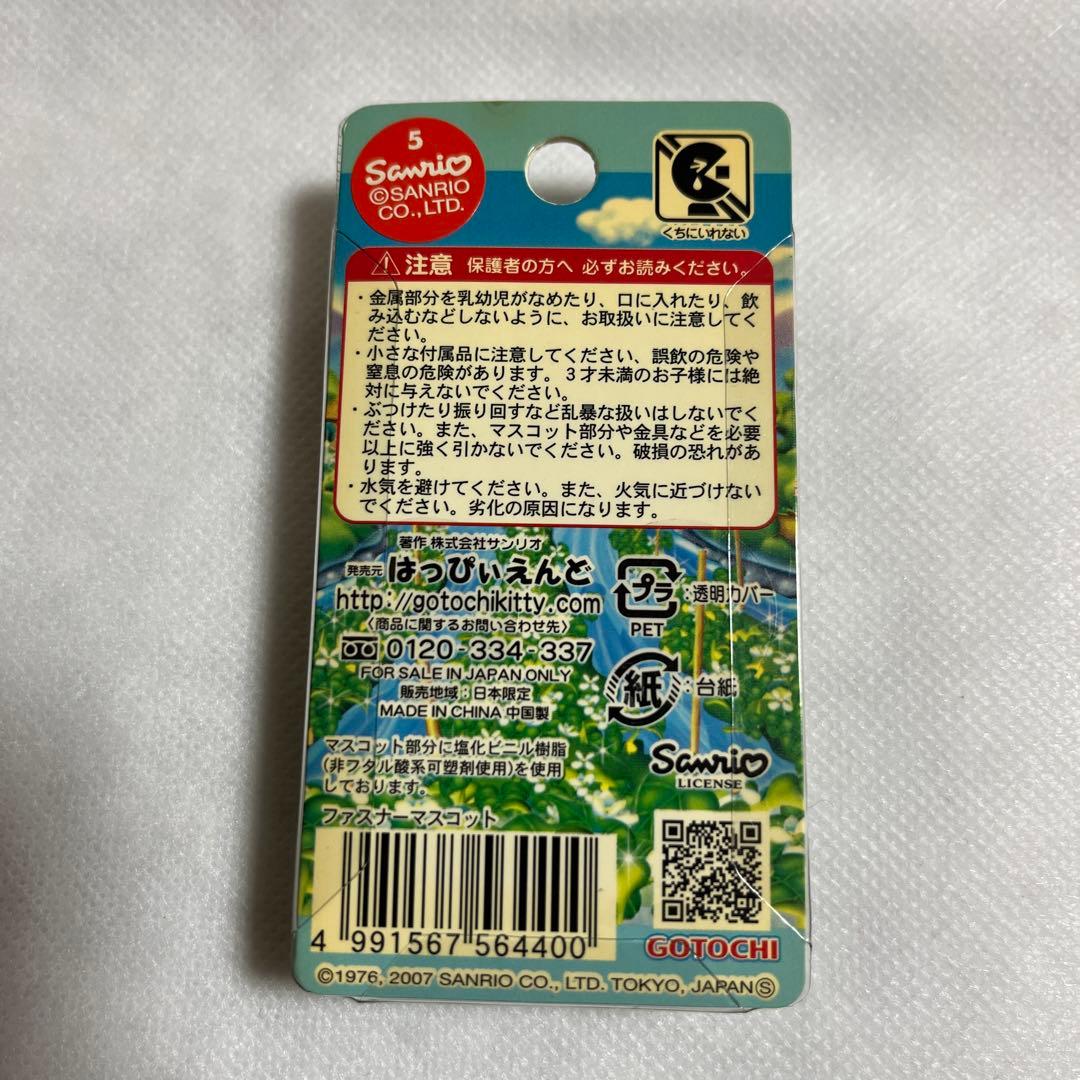 5
Sanrio
©SANRIO
CO., LTD.
くちにいれない
注意 保護者の方へ 必ずお読みください。
・金属部分を乳幼児がなめたり、口に入れたり、飲
み込むなどしないように、お取扱いに注意してく
ださい。
・小さな付属品に注意してください、誤飲の危険や
窒息の危険があります。3才未満のお子様には絶
対に与えないでください。
・ぶつけたり振り回すなど乱暴な扱いはしないでく
ださい。また、マスコット部分や金具などを必要
以上に強く引かないでください。破損の恐れがあ
ります。
・水気を避けてください。また、火気に近づけない
でください。劣化の原因になります。
著作 株式会社サンリオ
発売元 はっぴぃえんど
http://gotochikitty.com
〈商品に関するお問い合わせ先〉
0120-334-337
FOR SALE IN JAPAN ONLY
販売地域:日本限定
MADE IN CHINA 中国製
プラ:透明カバー
PET
紙:台紙
マスコット部分に塩化ビニル樹脂
(非フタル酸系可塑剤使用)を使用
しております。
Sanrio
LICENSE
ファスナーマスコット
4 991567 564400
GOTOCHI
©1976, 2007 SANRIO CO., LTD. TOKYO, JAPAN Ⓢ